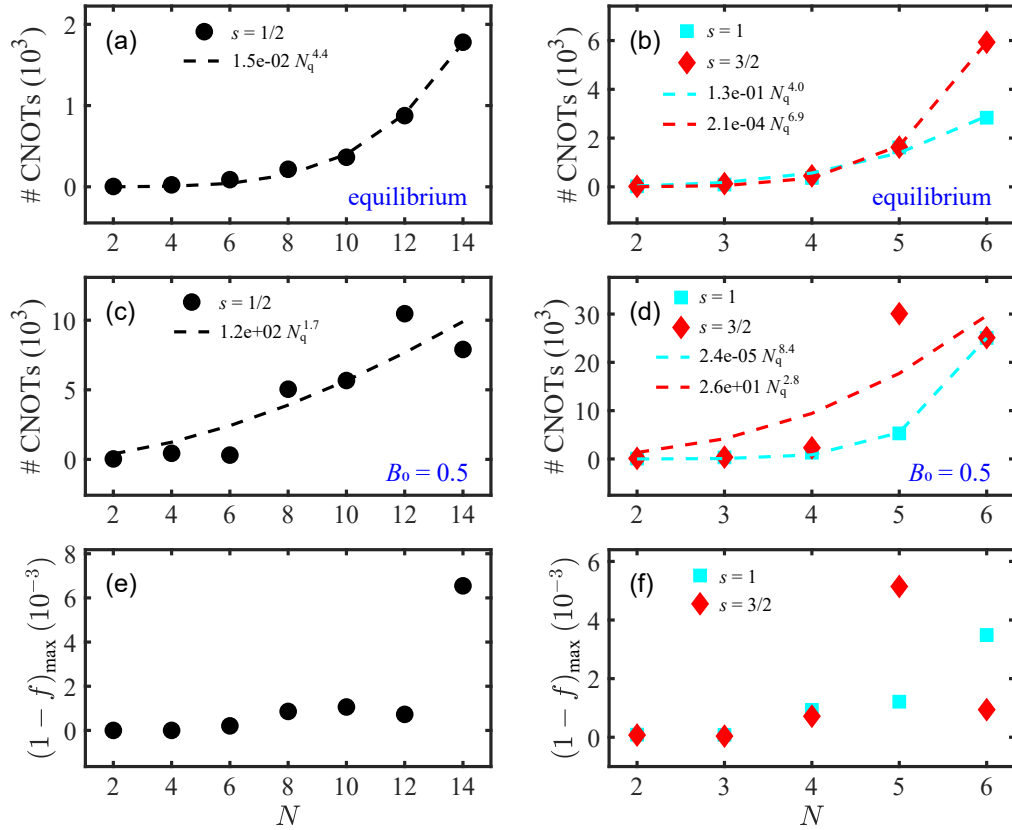 (a)
s = 1/2
1.5e-02 N_q^4.4
# CNOTs (10^3)
2
1
0
equilibrium
2 4 6 8 10 12 14
(b)
s = 1
s = 3/2
1.3e-01 N_q^4.0
2.1e-04 N_q^6.9
# CNOTs (10^3)
6
4
2
0
equilibrium
2 3 4 5 6
(c)
s = 1/2
1.2e+02 N_q^1.7
# CNOTs (10^3)
10
5
0
B₀ = 0.5
2 4 6 8 10 12 14
(d)
s = 1
s = 3/2
2.4e-05 N_q^8.4
2.6e+01 N_q^2.8
# CNOTs (10^3)
30
20
10
0
B₀ = 0.5
2 3 4 5 6
(e)
(1 − f)_max (10^−3)
8
6
4
2
0
2 4 6 8 10 12 14
N
(f)
s = 1
s = 3/2
(1 − f)_max (10^−3)
6
4
2
0
2 3 4 5 6
N